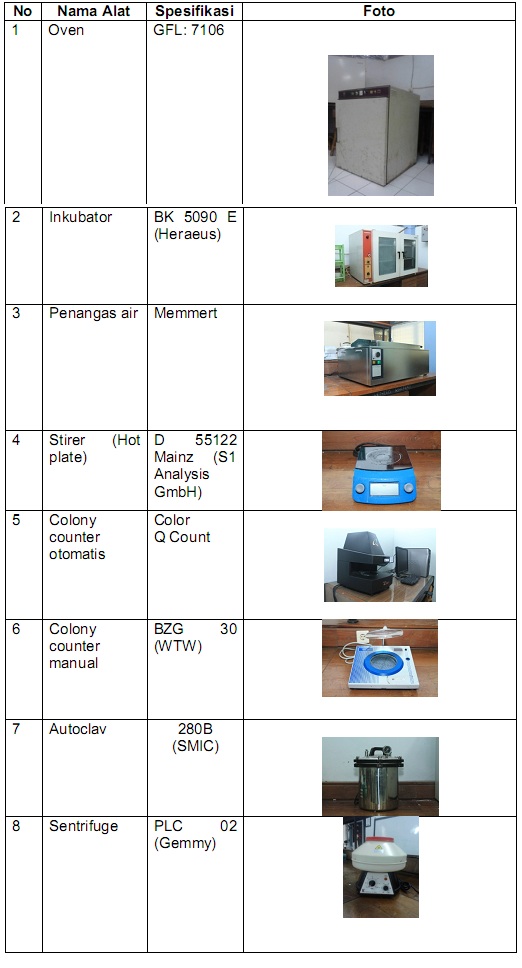 No Nama Alat Spesifikasi Foto
1 Oven GFL: 7106
2 Inkubator BK 5090 E
(Heraeus)
3 Penangas air Memmert
4 Stirer (Hot D 55122
plate) Mainz (S1
Analysis
GmbH)
5 Colony Color
counter Q Count
otomatis
6 Colony BZG 30
counter (WTW)
manual
7 Autoclav 280B
(SMIC)
8 Sentrifuge PLC 02
(Gemmy)